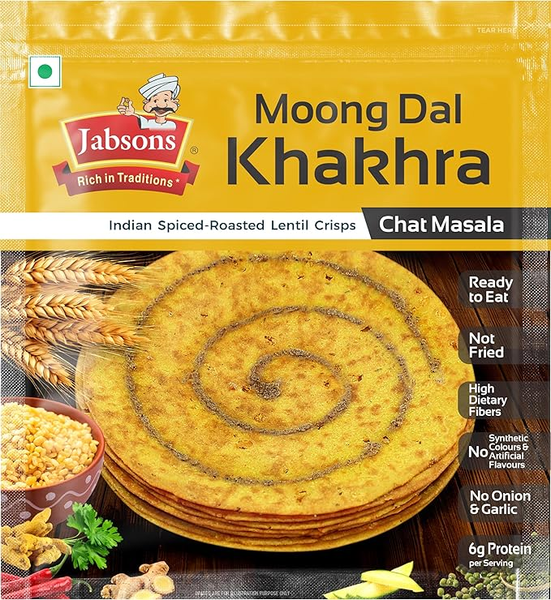 TEAR HERE
Jabsons
®
Rich in Traditions
Moong Dal
Khakhra
Indian Spiced-Roasted Lentil Crisps
Chat Masala
Ready
to Eat
Not
Fried
High
Dietary
Fibers
No Synthetic
Colours &
Artificial
Flavours
No Onion
& Garlic
6g Protein
per Serving